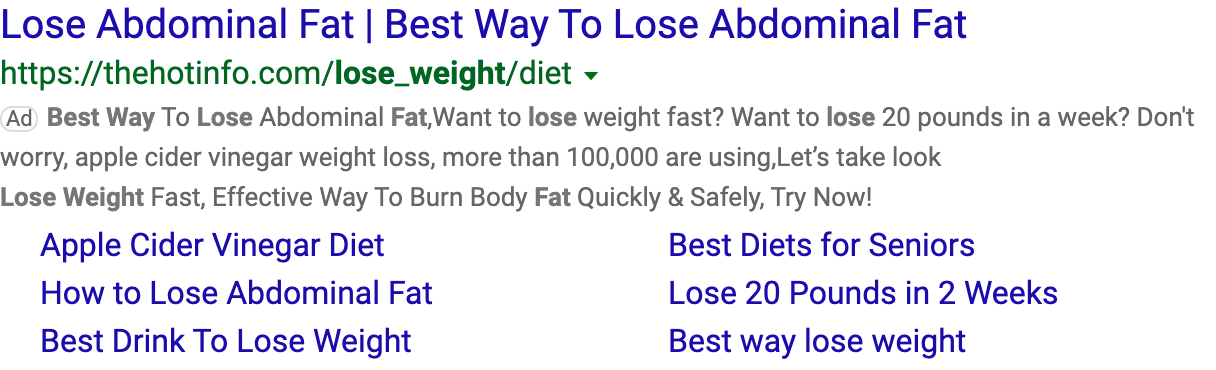 Lose Abdominal Fat | Best Way To Lose Abdominal Fat
https://thehotinfo.com/lose_weight/diet
Ad Best Way To Lose Abdominal Fat,Want to lose weight fast? Want to lose 20 pounds in a week? Don't
worry, apple cider vinegar weight loss, more than 100,000 are using,Let’s take look
Lose Weight Fast, Effective Way To Burn Body Fat Quickly & Safely, Try Now!
Apple Cider Vinegar Diet
Best Diets for Seniors
How to Lose Abdominal Fat
Lose 20 Pounds in 2 Weeks
Best Drink To Lose Weight
Best way lose weight